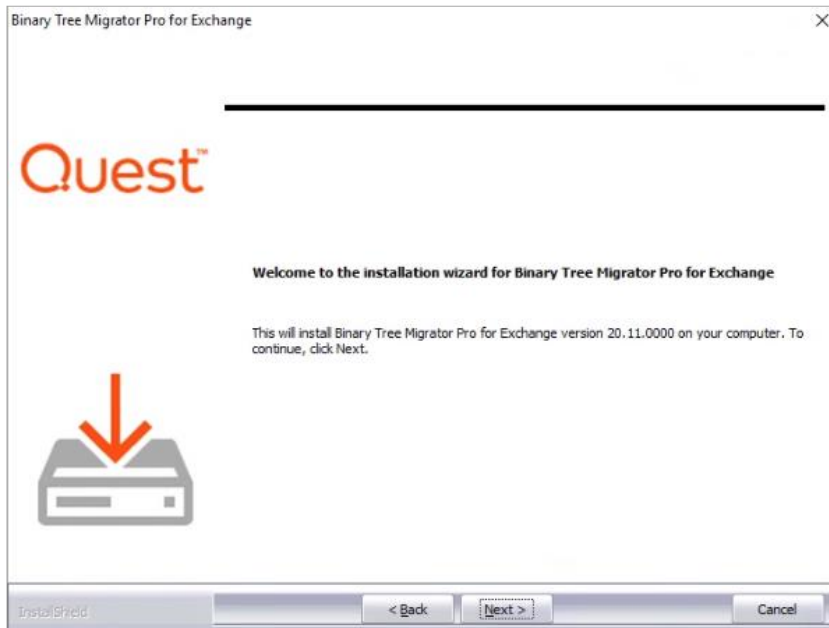 Binary Tree Migrator Pro for Exchange
Quest™
Welcome to the installation wizard for Binary Tree Migrator Pro for Exchange
This will install Binary Tree Migrator Pro for Exchange version 20.11.0000 on your computer. To
continue, click Next.
InstallShield
< Back
Next >
Cancel